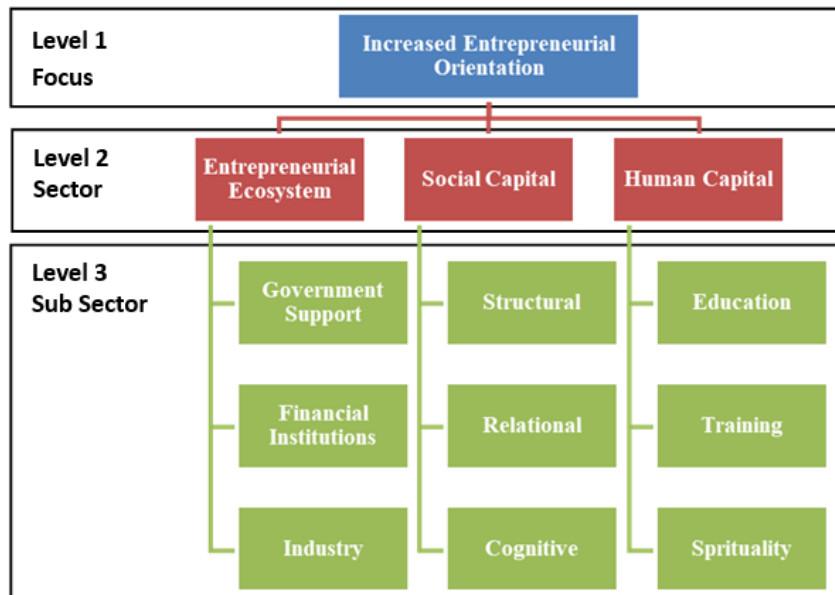 Level 1
Focus
Increased Entrepreneurial
Orientation
Level 2
Sector
Entrepreneurial
Ecosystem
Social Capital
Human Capital
Level 3
Sub Sector
Government
Support
Structural
Education
Financial
Institutions
Relational
Training
Industry
Cognitive
Sprituality